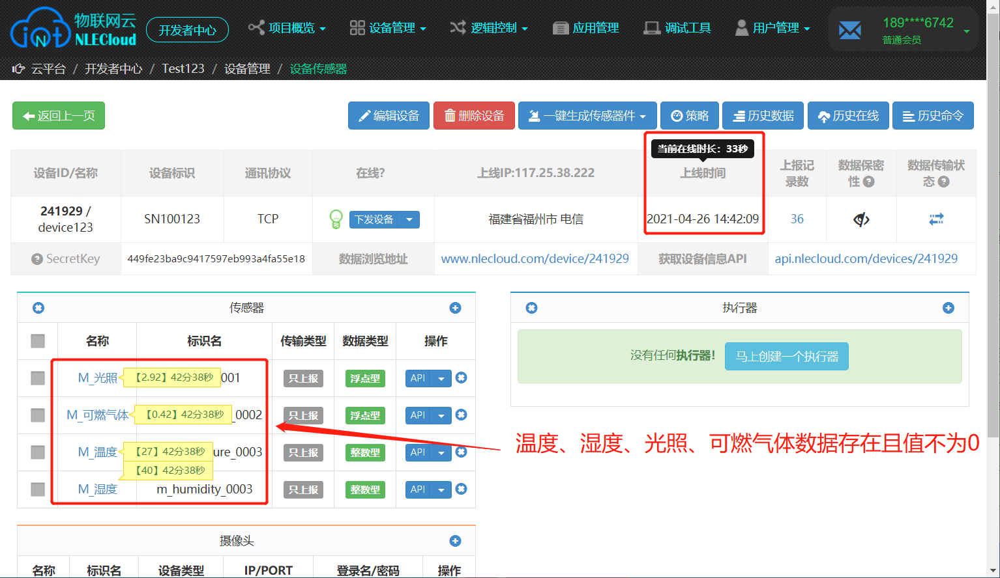 物联网云
NLECloud
开发者中心
项目概览
设备管理
逻辑控制
应用管理
调试工具
用户管理
189****6742
普通会员
云平台 / 开发者中心 / Test123 / 设备管理 / 设备传感器
返回上一页
编辑设备
删除设备
一键生成传感器件
策略
历史数据
历史在线
历史命令
当前在线时长：33秒
设备ID/名称
设备标识
通讯协议
在线?
上线IP:117.25.38.222
上线时间
上报记
录数
数据保密
性
数据传输状
态
241929 /
device123
SN100123
TCP
下发设备
福建省福州市 电信
2021-04-26 14:42:09
36
SecretKey
449fe23ba9c9417597eb993a4fa55e18
数据浏览地址
www.nlecloud.com/device/241929
获取设备信息API
api.nlecloud.com/devices/241929
传感器
名称 标识名 传输类型 数据类型 操作
M_光照 【2.92】42分38秒 001 只上报 浮点型 API
M_可燃气体 【0.42】42分38秒 _0002 只上报 浮点型 API
M_温度 【27】42分38秒 ure_0003 只上报 整数型 API
【40】42分38秒
M_湿度 m_humidity_0003 只上报 整数型 API
执行器
没有任何执行器！ 马上创建一个执行器
温度、湿度、光照、可燃气体数据存在且值不为0
摄像头
名称 标识名 设备类型 IP/PORT 登录名/密码 操作